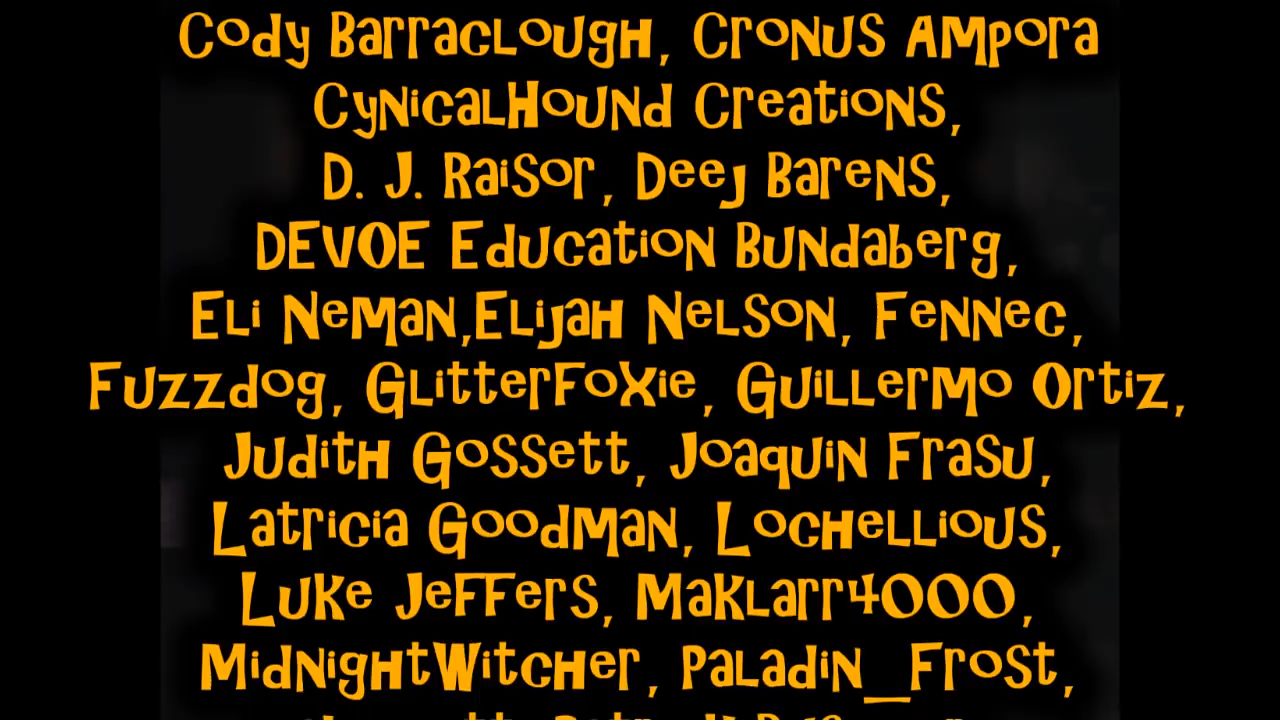 Cody Barraclough, Cronus Ampora
CynicalHound Creations,
D. J. Raisor, Deej Barens,
DEVOE Education Bundaberg,
Eli Neman,Elijah Nelson, Fennec,
Fuzzdog, GlitterFoXie, Guillermo Ortiz,
Judith Gossett, Joaquin Frasu,
Latricia Goodman, Lochellious,
Luke Jeffers, Maklarr4000,
MidnightWitcher, Paladin_Frost,